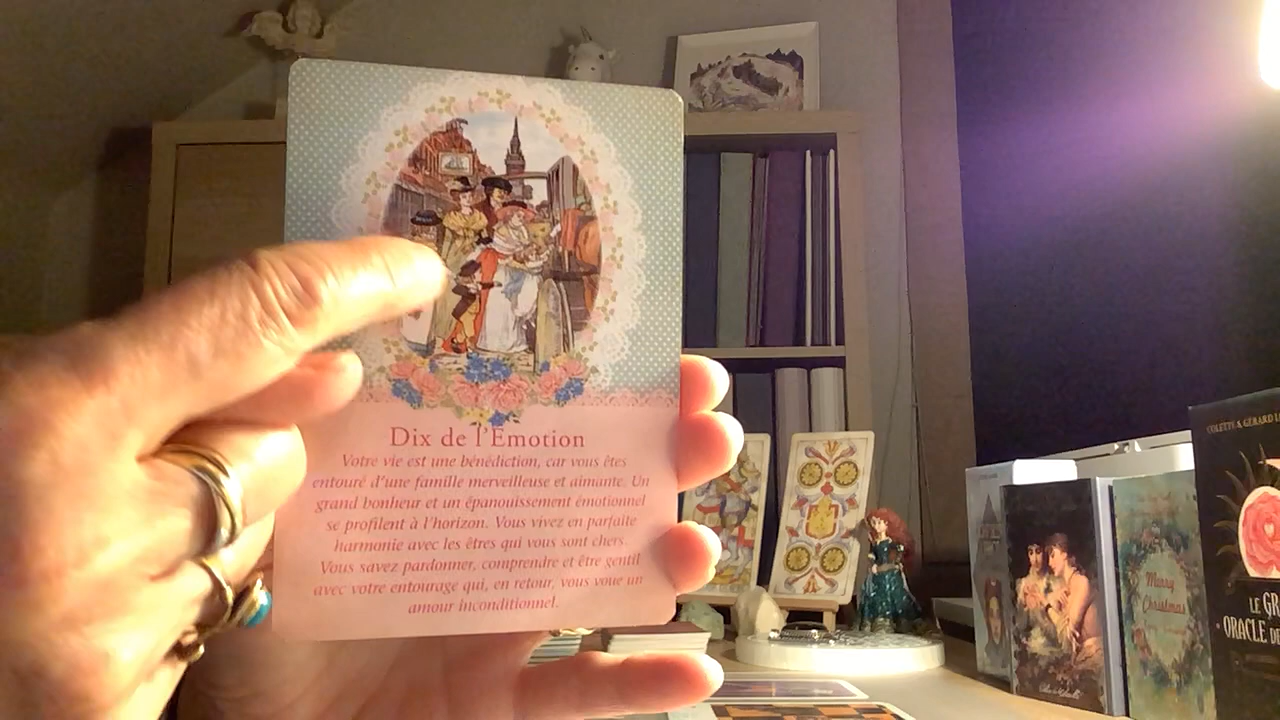 Dix de l'Émotion
Votre vie est une bénédiction, car vous êtes
entouré d'une famille merveilleuse et aimante. Un
grand bonheur et un épanouissement émotionnel
se profilent à l'horizon. Vous vivez en parfaite
harmonie avec les êtres qui vous sont chers.
Vous savez pardonner, comprendre et être gentil
avec votre entourage qui, en retour, vous voue un
amour inconditionnel.
Merry
Christmas
COLETTE & GÉRARD
LE GR
ORACLE DE